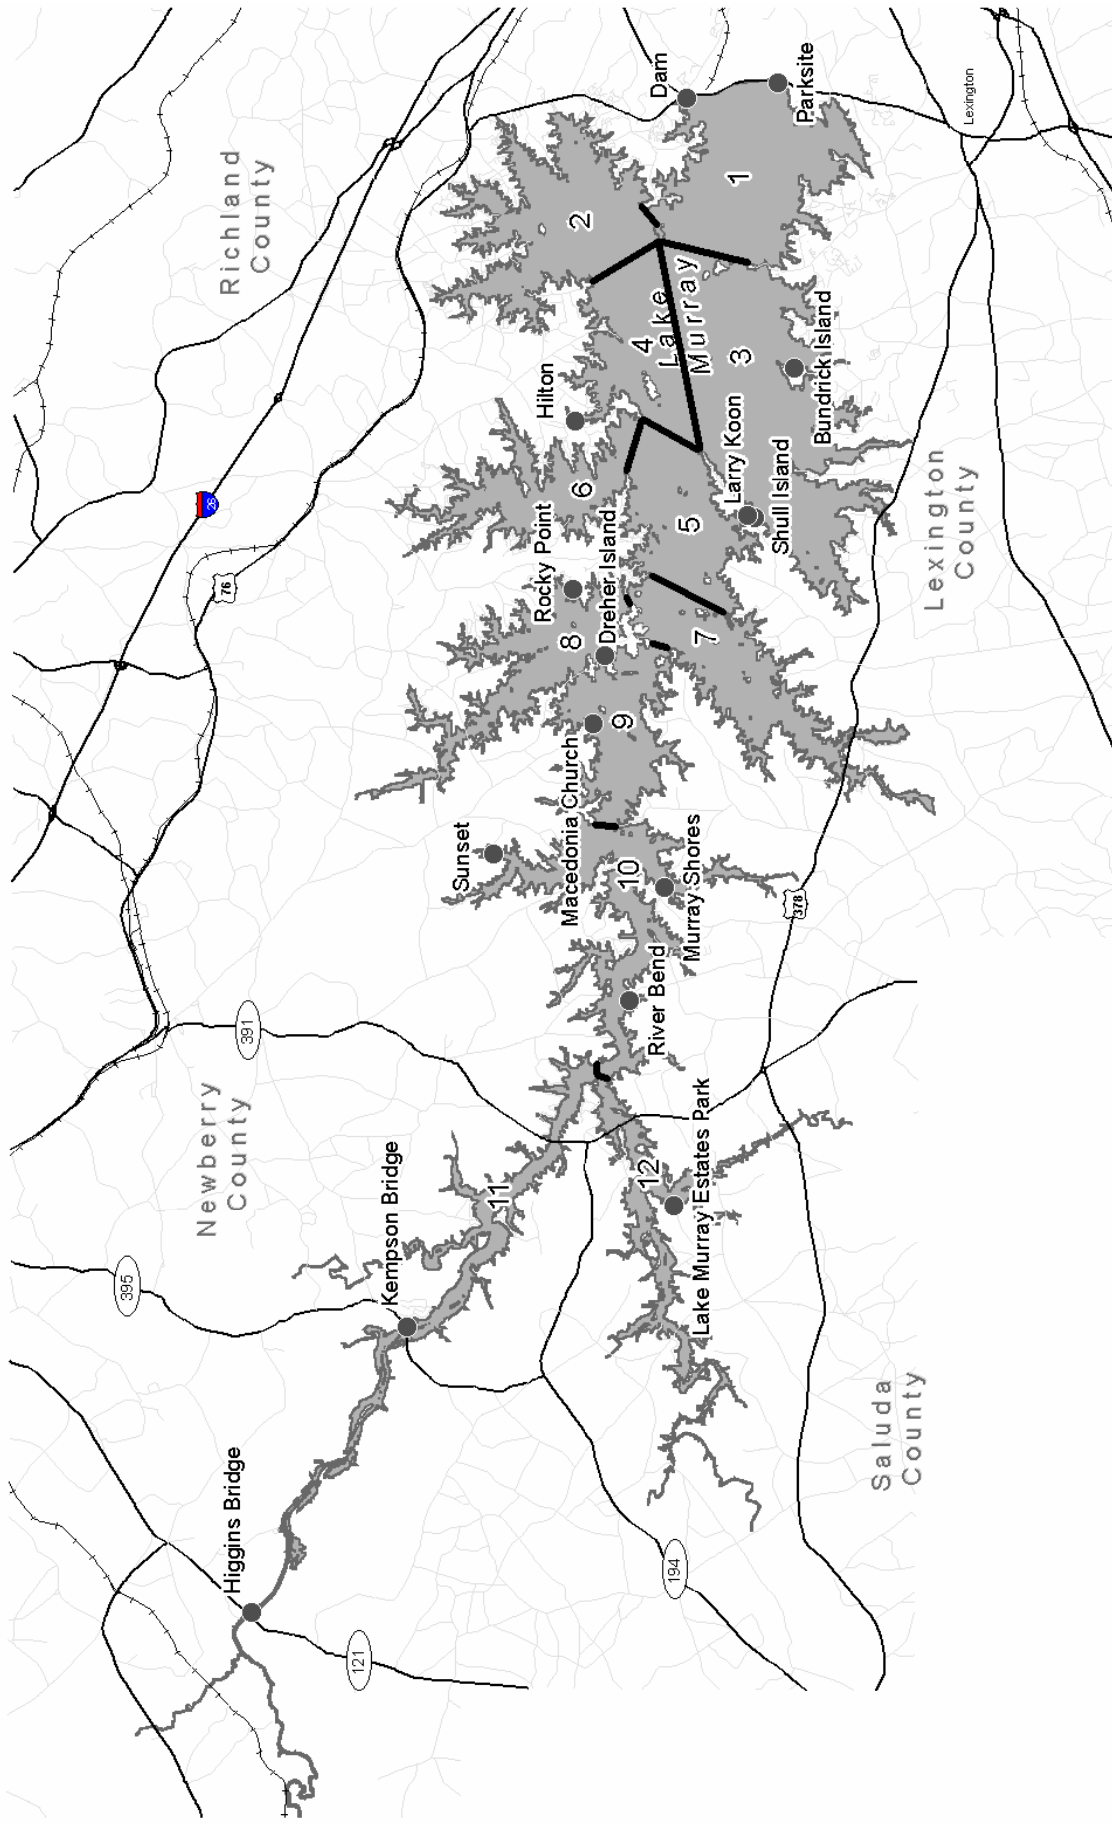 Richland
County
Newberry
County
Lexington
County
Saluda
County
Lake
Murray
Higgins Bridge
Kempson Bridge
Sunset
Macedonia Church
Rocky Point
Dreher Island
Hilton
Dam
Parksite
Lexington
Bundrick Island
Larry Koon
Shull Island
Murray Shores
River Bend
Lake Murray Estates Park
1
2
3
4
5
6
7
8
9
10
11
12
26
76
378
391
395
194
121